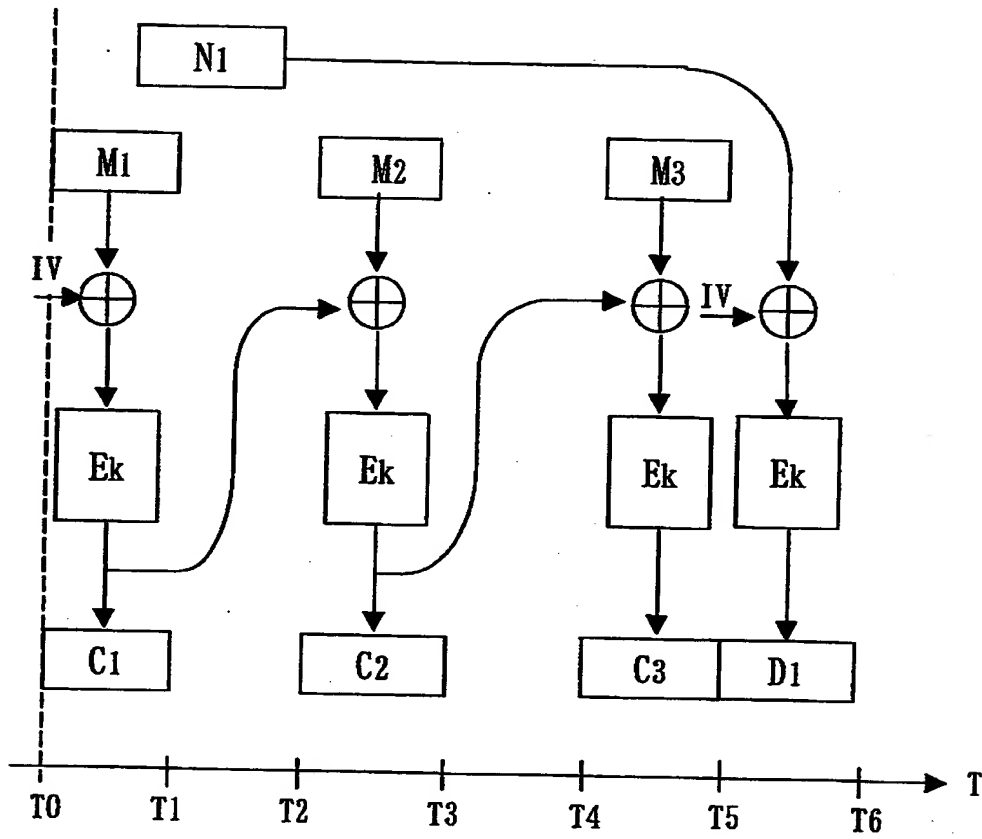 N1
M1 M2 M3
IV IV
Ek Ek Ek Ek
C1 C2 C3 D1
T
T0 T1 T2 T3 T4 T5 T6